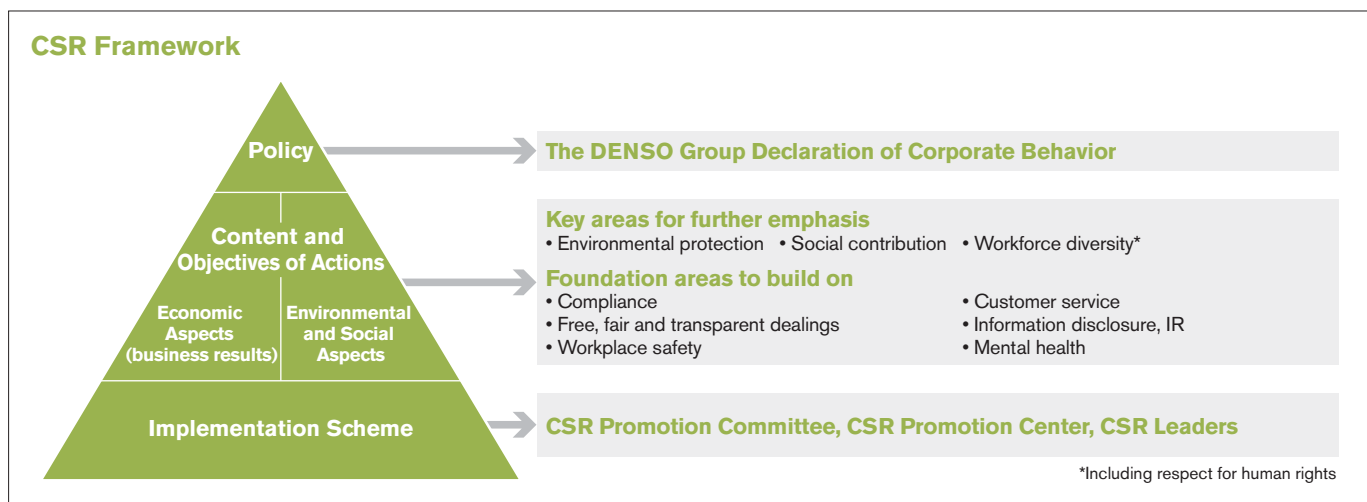 CSR Framework
Policy
The DENSO Group Declaration of Corporate Behavior
Content and
Objectives of Actions
Economic
Aspects
(business results)
Environmental
and Social
Aspects
Key areas for further emphasis
• Environmental protection • Social contribution • Workforce diversity*
Foundation areas to build on
• Compliance
• Free, fair and transparent dealings
• Workplace safety
• Customer service
• Information disclosure, IR
• Mental health
Implementation Scheme
CSR Promotion Committee, CSR Promotion Center, CSR Leaders
*Including respect for human rights